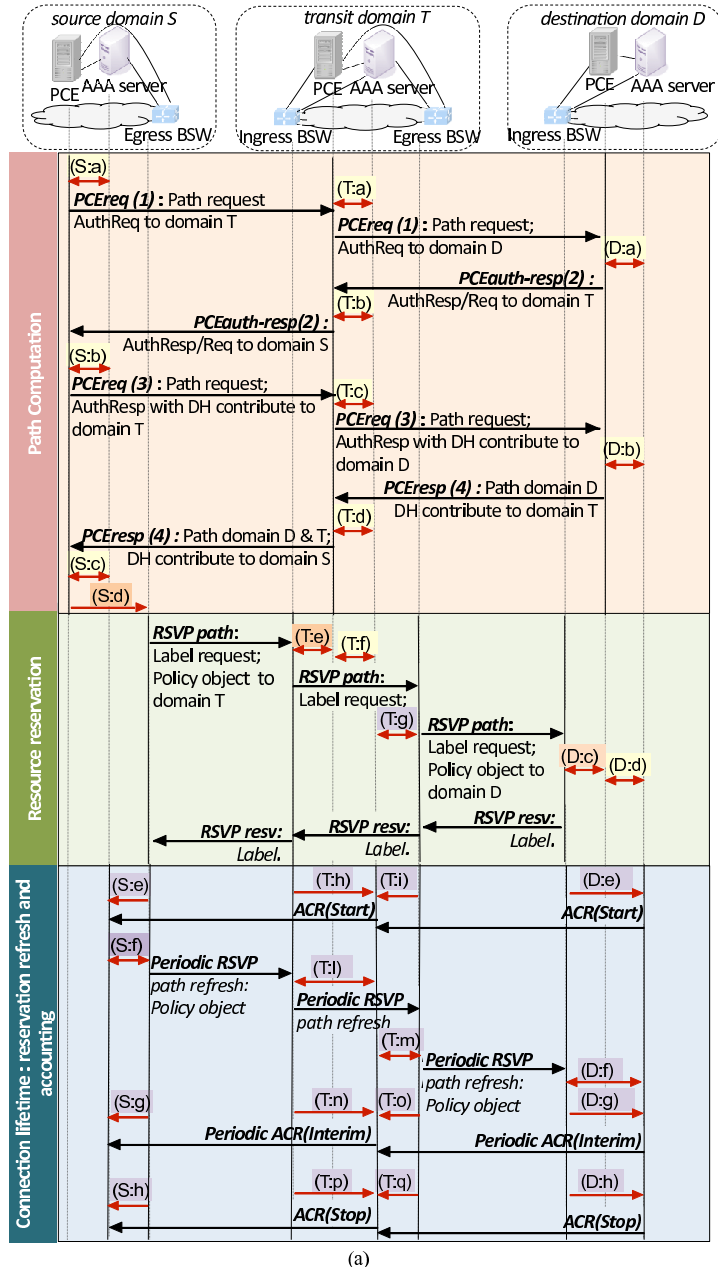 source domain S
transit domain T
destination domain D
PCE
AAA server
Egress BSW
PCE
AAA server
Ingress BSW
Egress BSW
PCE
AAA server
Ingress BSW
Path Computation
(S:a)
PCEreq (1) : Path request
AuthReq to domain T
(T:a)
PCEreq (1) : Path request;
AuthReq to domain D
(D:a)
PCEauth-resp(2) :
AuthResp/Req to domain T
(T:b)
PCEauth-resp(2) :
AuthResp/Req to domain S
(S:b)
PCEreq (3) : Path request;
AuthResp with DH contribute to
domain T
(T:c)
PCEreq (3) : Path request;
AuthResp with DH contribute to
domain D
(D:b)
PCEresp (4) : Path domain D
DH contribute to domain T
(T:d)
PCEresp (4) : Path domain D & T;
DH contribute to domain S
(S:c)
(S:d)
Resource reservation
RSVP path:
Label request;
Policy object to
domain T
(T:e)
(T:f)
RSVP path:
Label request;
(T:g)
RSVP path:
Label request;
Policy object to
domain D
(D:c)
(D:d)
RSVP resv:
Label.
RSVP resv:
Label.
RSVP resv:
Label.
Connection lifetime : reservation refresh and
accounting
(S:e)
(T:h)
(T:i)
(D:e)
ACR(Start)
ACR(Start)
(S:f)
Periodic RSVP
path refresh:
Policy object
(T:l)
Periodic RSVP
path refresh
(T:m)
Periodic RSVP
path refresh:
Policy object
(D:f)
(S:g)
(T:n)
(T:o)
(D:g)
Periodic ACR(Interim)
Periodic ACR(Interim)
(S:h)
(T:p)
(T:q)
(D:h)
ACR(Stop)
ACR(Stop)
(a)